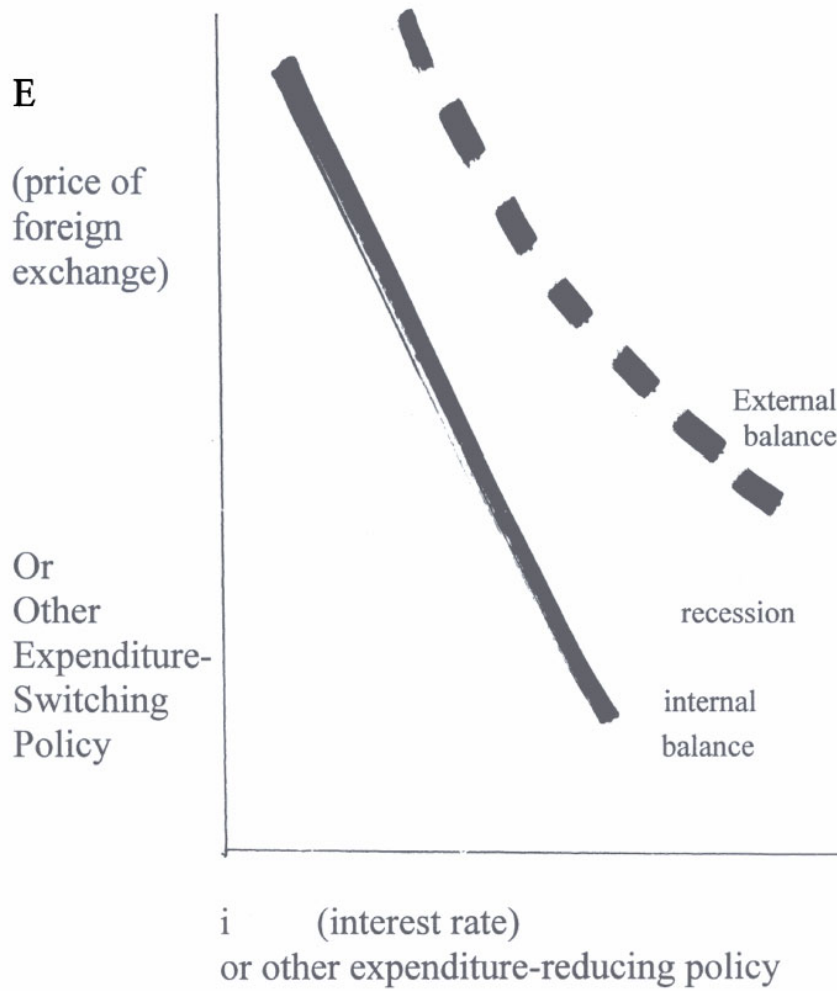 E
(price of
foreign
exchange)
External
balance
Or
Other
Expenditure-
Switching
Policy
recession
internal
balance
i (interest rate)
or other expenditure-reducing policy